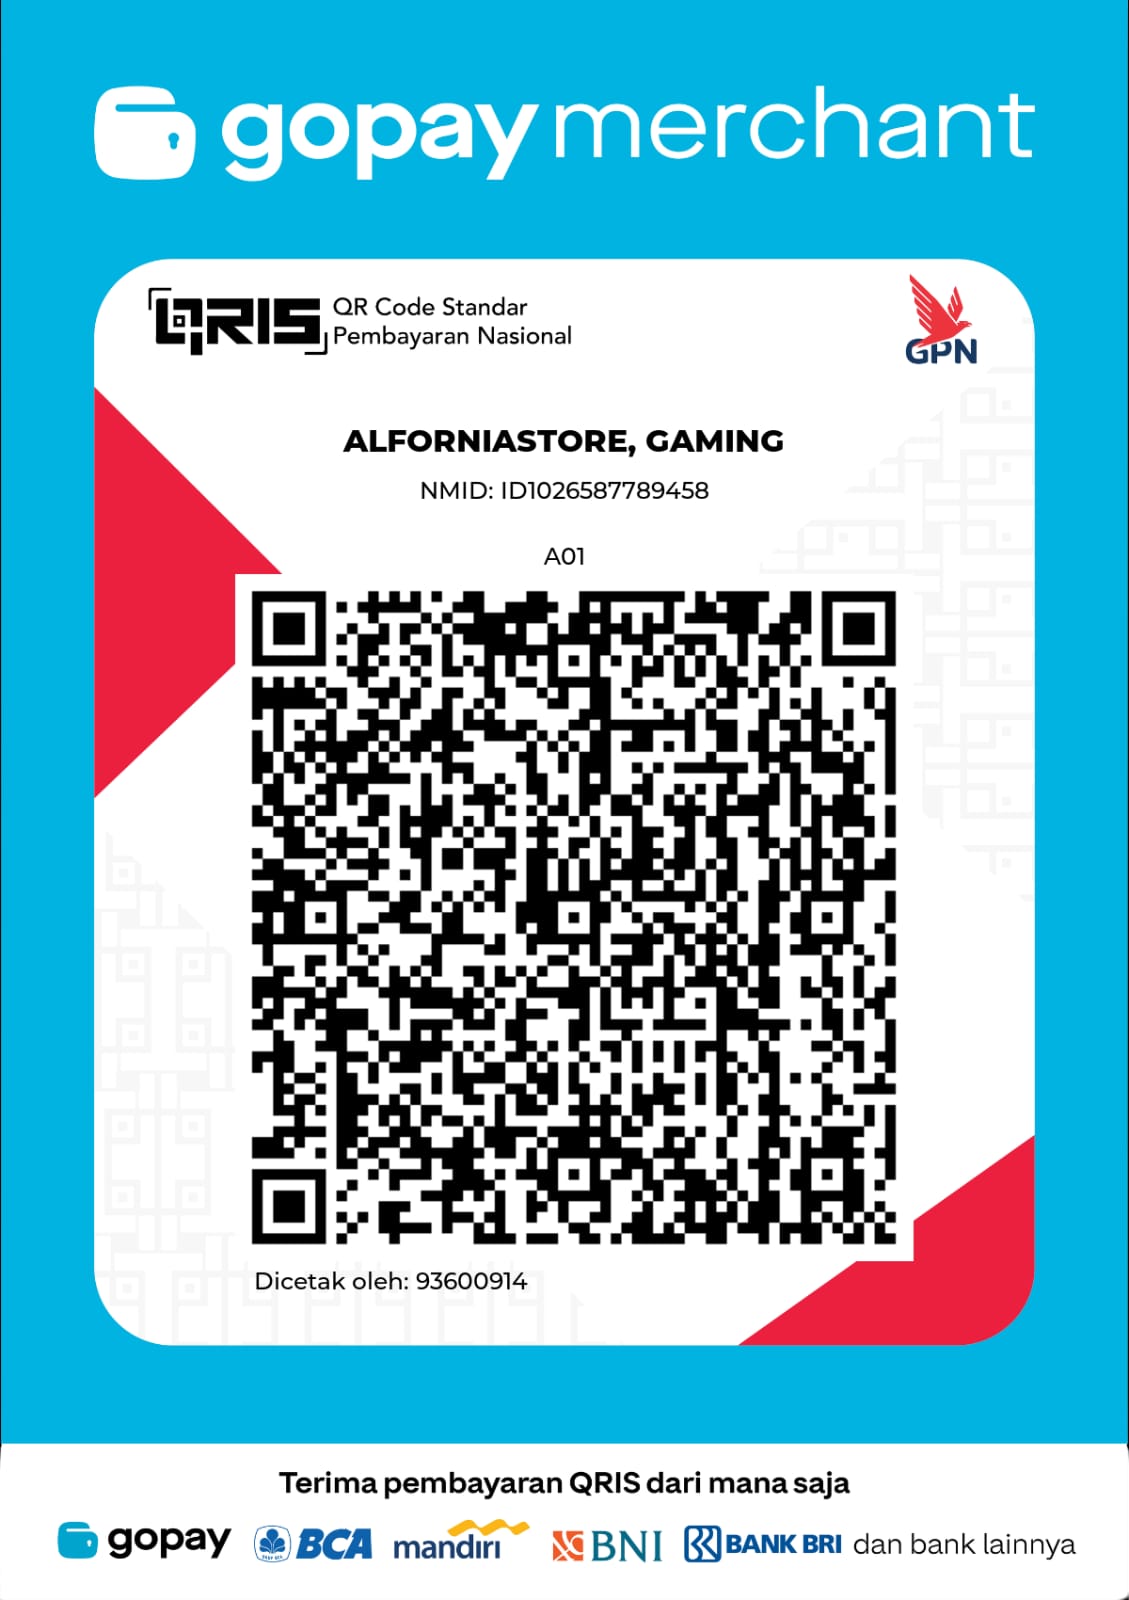 gopay merchant
QRIS QR Code Standar
Pembayaran Nasional
GPN
ALFORNIASTORE, GAMING
NMID: ID1026587789458
A01
Dicetak oleh: 93600914
Terima pembayaran QRIS dari mana saja
gopay BCA mandiri BNI BANK BRI dan bank lainnya